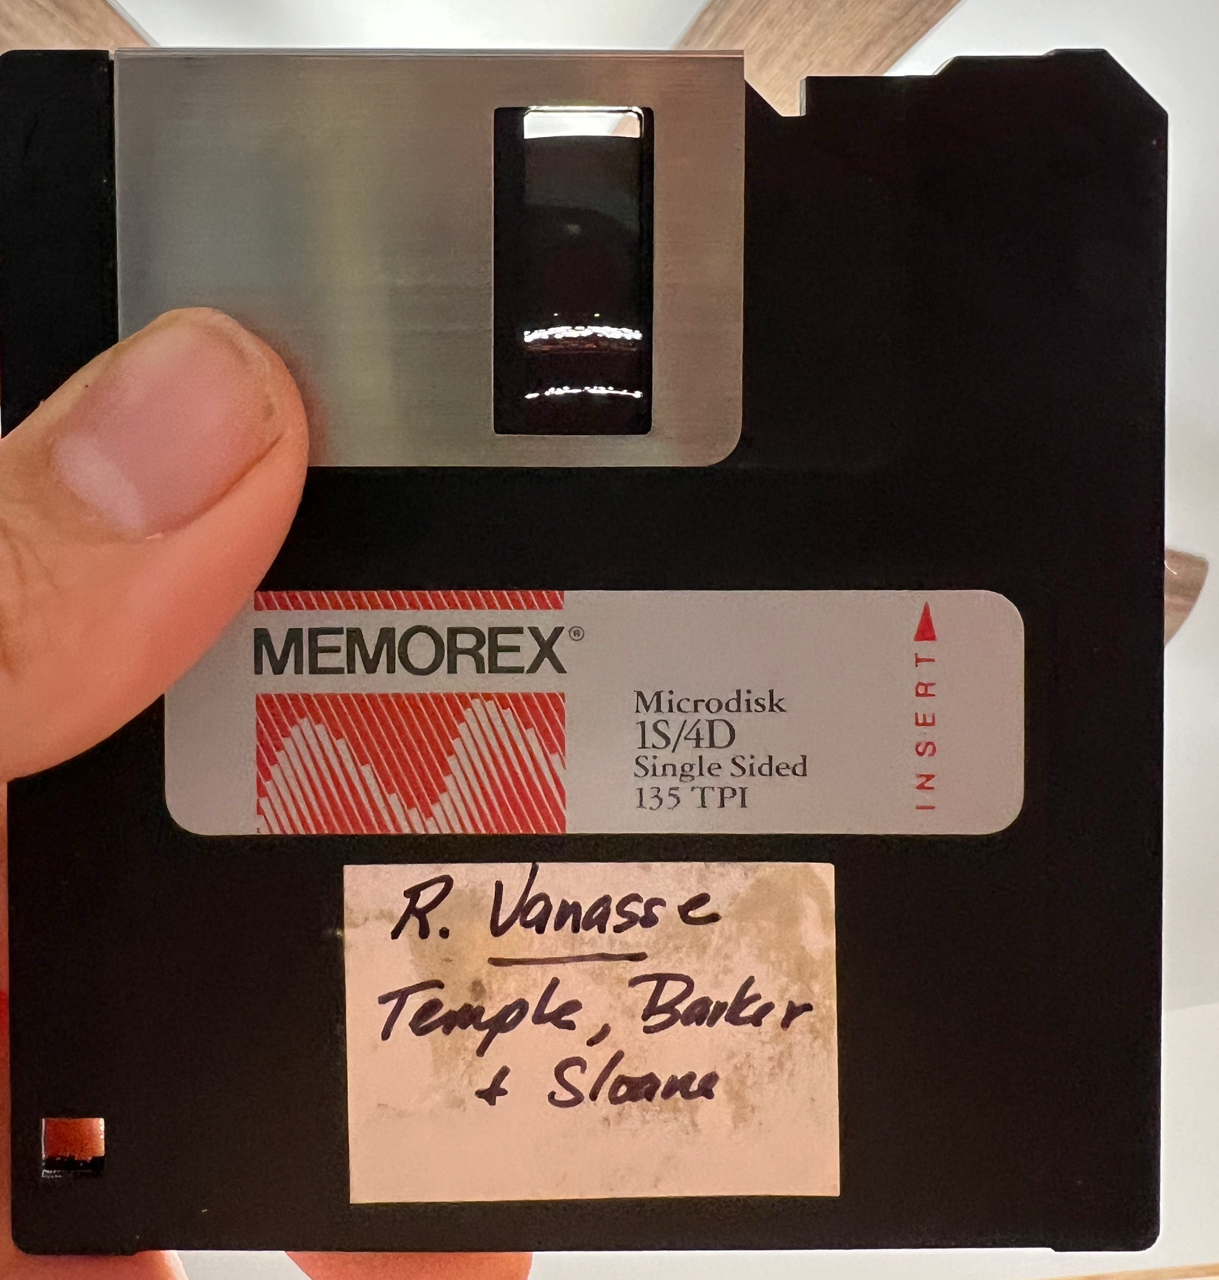 MEMOREX®
Microdisk
1S/4D
Single Sided
135 TPI
INSERT
R. Vanasse
Temple, Barker
+ Sloane